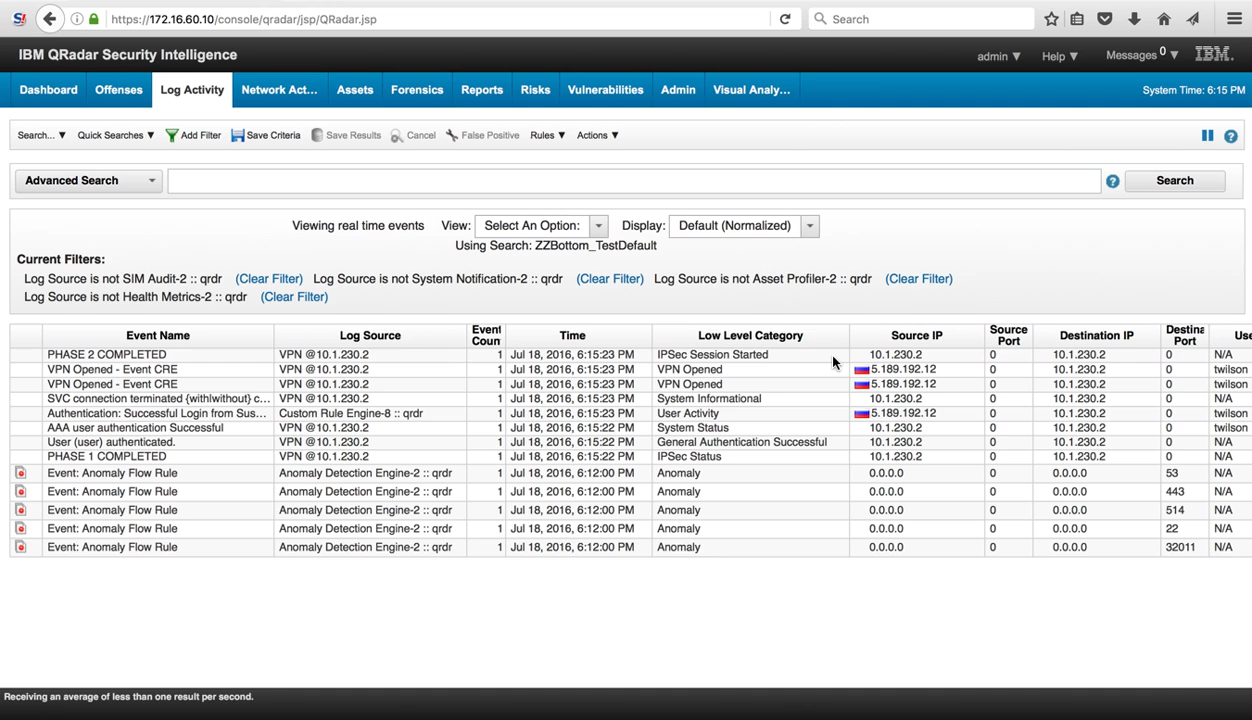 https://172.16.60.10/console/qradar/jsp/QRadar.jsp Search
IBM QRadar Security Intelligence admin ▼ Help ▼ Messages 0 ▼ IBM.
Dashboard Offenses Log Activity Network Act... Assets Forensics Reports Risks Vulnerabilities Admin Visual Analy... System Time: 6:15 PM
Search... ▼ Quick Searches ▼ Add Filter Save Criteria Save Results Cancel False Positive Rules ▼ Actions ▼
Advanced Search Search
Viewing real time events View: Select An Option: Display: Default (Normalized)
Using Search: ZZBottom_TestDefault
Current Filters:
Log Source is not SIM Audit-2 :: qrdr (Clear Filter) Log Source is not System Notification-2 :: qrdr (Clear Filter) Log Source is not Asset Profiler-2 :: qrdr (Clear Filter)
Log Source is not Health Metrics-2 :: qrdr (Clear Filter)
Event Name Log Source Event Coun Time Low Level Category Source IP Source Port Destination IP Destina Port Use
PHASE 2 COMPLETED VPN @10.1.230.2 1 Jul 18, 2016, 6:15:23 PM IPSec Session Started 10.1.230.2 0 10.1.230.2 0 N/A
VPN Opened - Event CRE VPN @10.1.230.2 1 Jul 18, 2016, 6:15:23 PM VPN Opened 5.189.192.12 0 10.1.230.2 0 twilson
VPN Opened - Event CRE VPN @10.1.230.2 1 Jul 18, 2016, 6:15:23 PM VPN Opened 5.189.192.12 0 10.1.230.2 0 twilson
SVC connection terminated {with|without} c... VPN @10.1.230.2 1 Jul 18, 2016, 6:15:23 PM System Informational 10.1.230.2 0 10.1.230.2 0 N/A
Authentication: Successful Login from Sus... Custom Rule Engine-8 :: qrdr 1 Jul 18, 2016, 6:15:23 PM User Activity 5.189.192.12 0 10.1.230.2 0 twilson
AAA user authentication Successful VPN @10.1.230.2 1 Jul 18, 2016, 6:15:22 PM System Status 10.1.230.2 0 10.1.230.2 0 twilson
User (user) authenticated. VPN @10.1.230.2 1 Jul 18, 2016, 6:15:22 PM General Authentication Successful 10.1.230.2 0 10.1.230.2 0 N/A
PHASE 1 COMPLETED VPN @10.1.230.2 1 Jul 18, 2016, 6:15:22 PM IPSec Status 10.1.230.2 0 10.1.230.2 0 N/A
Event: Anomaly Flow Rule Anomaly Detection Engine-2 :: qrdr 1 Jul 18, 2016, 6:12:00 PM Anomaly 0.0.0.0 0 0.0.0.0 53 N/A
Event: Anomaly Flow Rule Anomaly Detection Engine-2 :: qrdr 1 Jul 18, 2016, 6:12:00 PM Anomaly 0.0.0.0 0 0.0.0.0 443 N/A
Event: Anomaly Flow Rule Anomaly Detection Engine-2 :: qrdr 1 Jul 18, 2016, 6:12:00 PM Anomaly 0.0.0.0 0 0.0.0.0 514 N/A
Event: Anomaly Flow Rule Anomaly Detection Engine-2 :: qrdr 1 Jul 18, 2016, 6:12:00 PM Anomaly 0.0.0.0 0 0.0.0.0 22 N/A
Event: Anomaly Flow Rule Anomaly Detection Engine-2 :: qrdr 1 Jul 18, 2016, 6:12:00 PM Anomaly 0.0.0.0 0 0.0.0.0 32011 N/A
Receiving an average of less than one result per second.